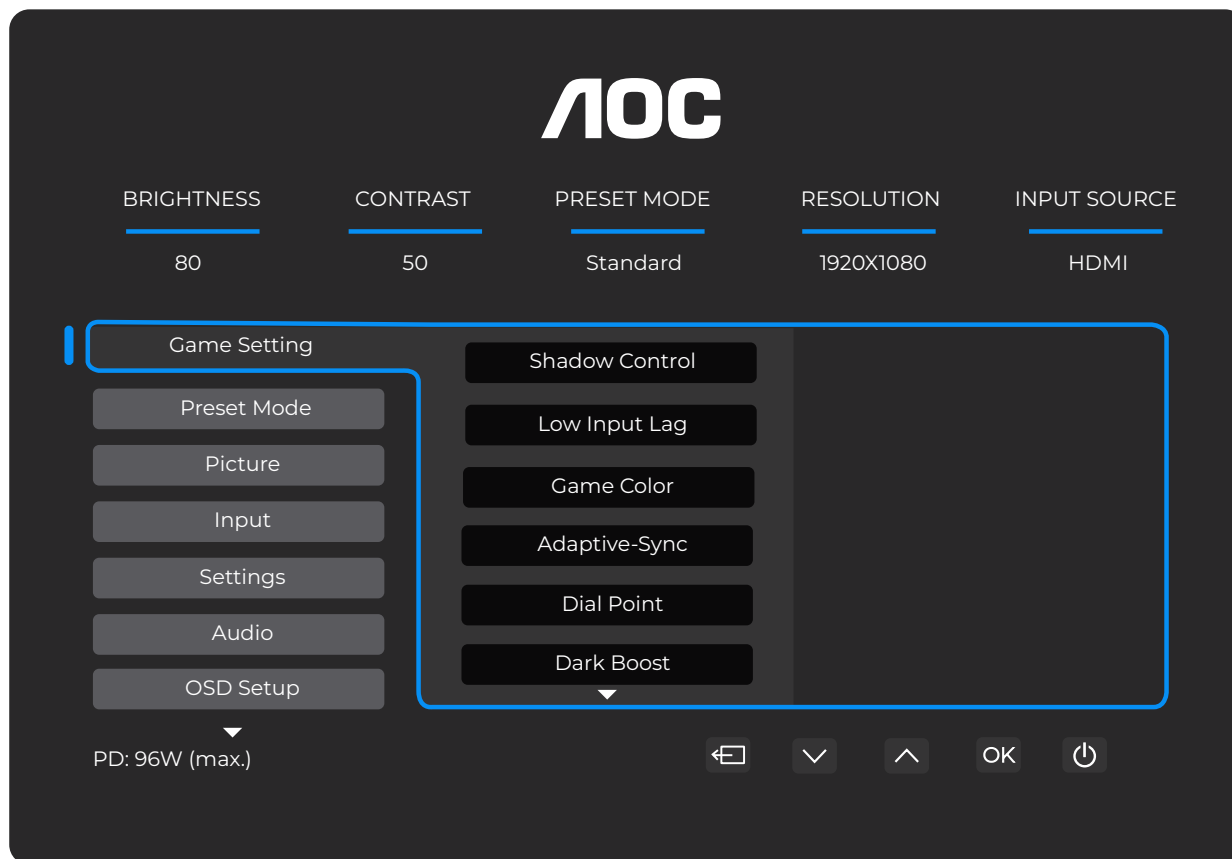 AOC
BRIGHTNESS
CONTRAST
PRESET MODE
RESOLUTION
INPUT SOURCE
80
50
Standard
1920X1080
HDMI
Game Setting
Preset Mode
Picture
Input
Settings
Audio
OSD Setup
Shadow Control
Low Input Lag
Game Color
Adaptive-Sync
Dial Point
Dark Boost
PD: 96W (max.)
OK